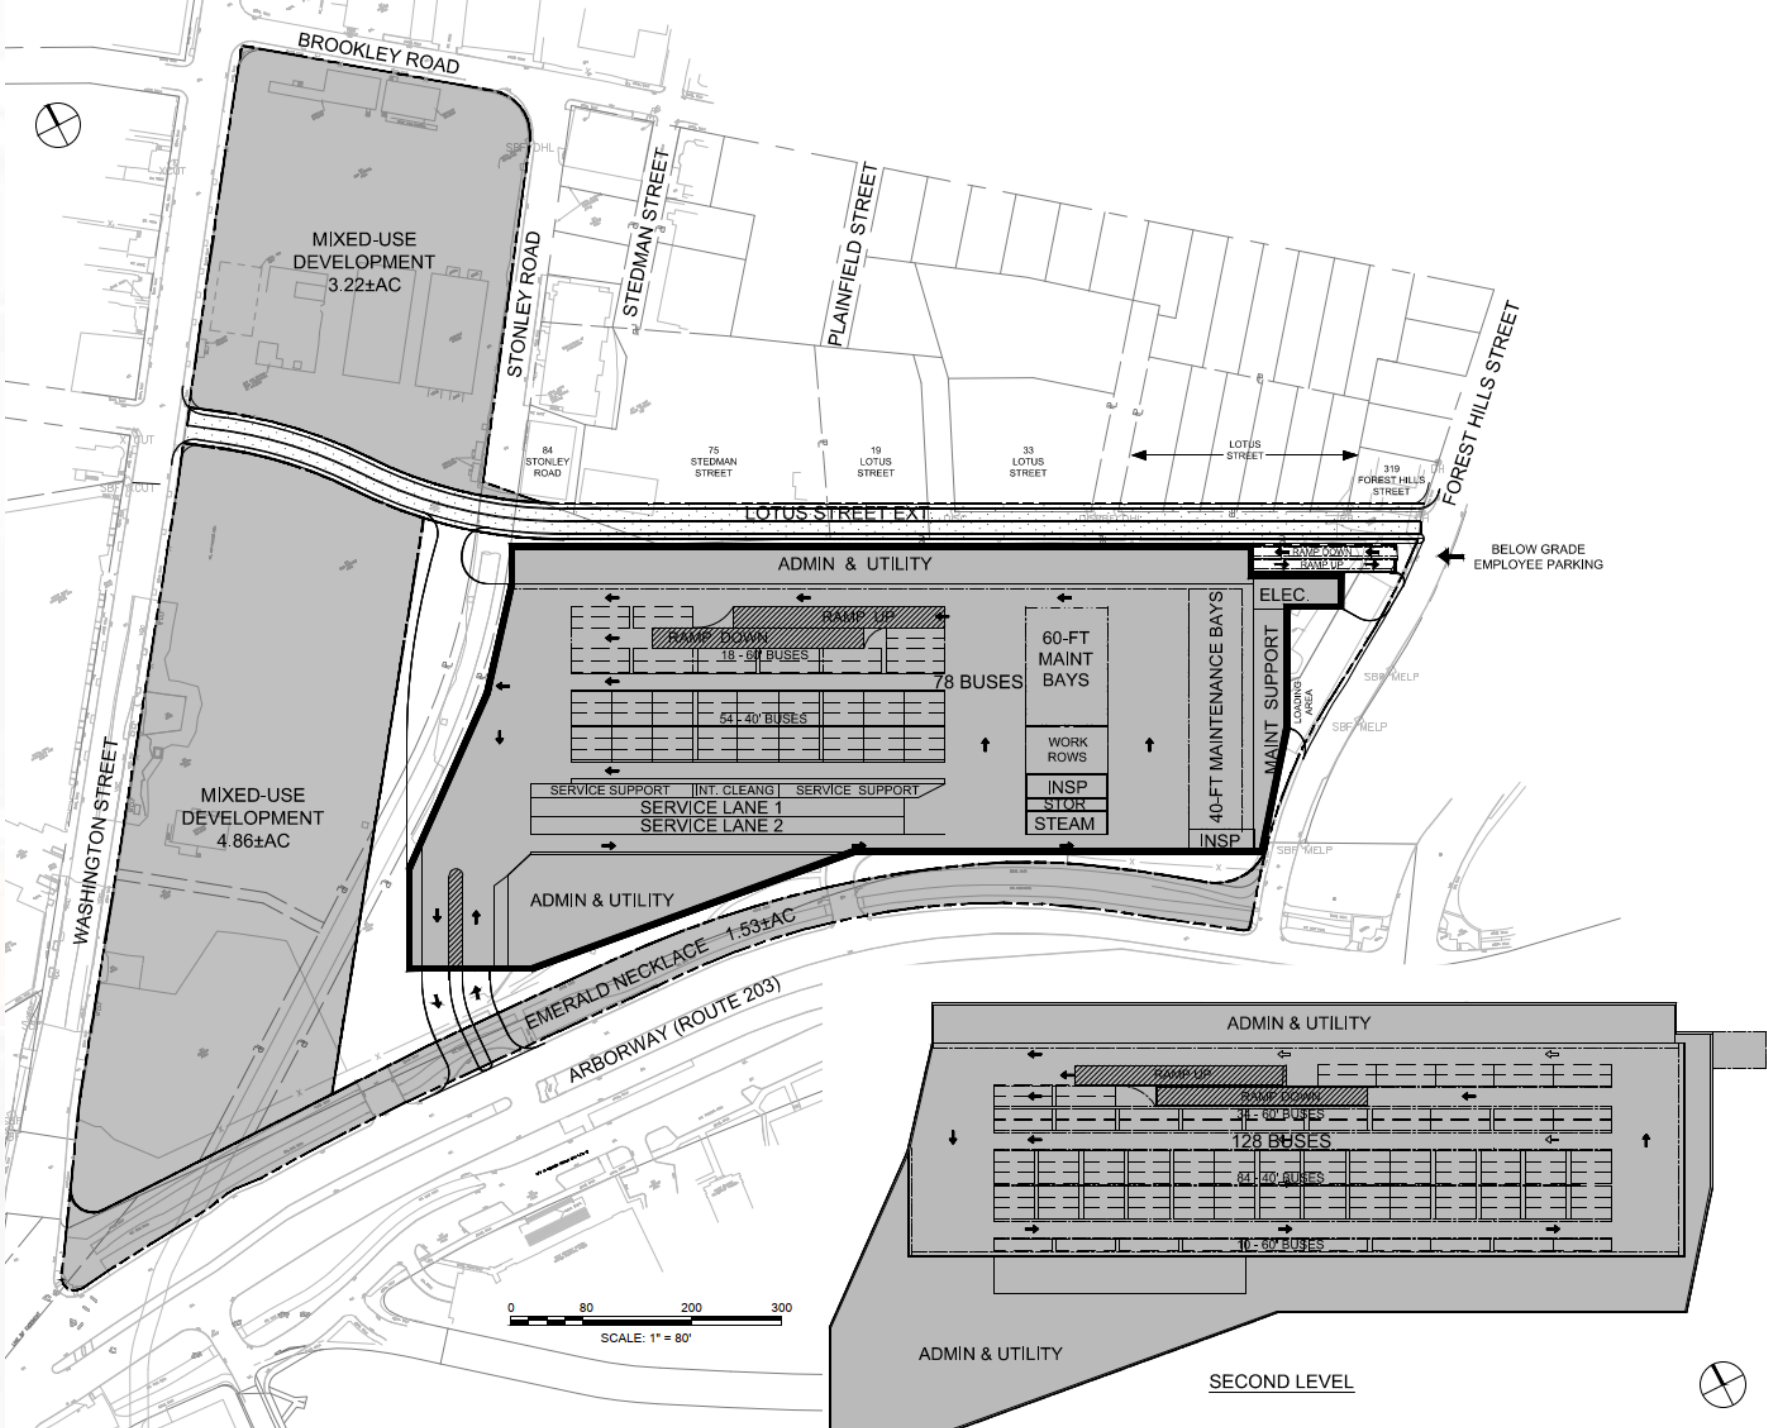 BROOKLEY ROAD
MIXED-USE
DEVELOPMENT
3.22±AC
STONLEY ROAD
STEDMAN STREET
PLAINFIELD STREET
FOREST HILLS STREET
84
STONLEY
ROAD
75
STEDMAN
STREET
19
LOTUS
STREET
33
LOTUS
STREET
LOTUS
STREET
319
FOREST HILLS
STREET
LOTUS STREET EXT
BELOW GRADE
EMPLOYEE PARKING
RAMP DOWN
RAMP UP
ADMIN & UTILITY
ELEC.
RAMP UP
RAMP DOWN
18 - 60' BUSES
78 BUSES
54 - 40' BUSES
60-FT
MAINT
BAYS
WORK
ROWS
INSP
STOR
STEAM
40-FT MAINTENANCE BAYS
INSP
MAINT SUPPORT
LOADING
AREA
SERVICE SUPPORT
INT. CLEANG
SERVICE SUPPORT
SERVICE LANE 1
SERVICE LANE 2
ADMIN & UTILITY
WASHINGTON STREET
MIXED-USE
DEVELOPMENT
4.86±AC
EMERALD NECKLACE 1.53±AC
ARBORWAY (ROUTE 203)
SBF MELP
SBF MELP
SBF MELP
0 80 200 300
SCALE: 1" = 80'
ADMIN & UTILITY
RAMP UP
RAMP DOWN
34 - 60' BUSES
128 BUSES
84 - 40' BUSES
10 - 60' BUSES
ADMIN & UTILITY
SECOND LEVEL